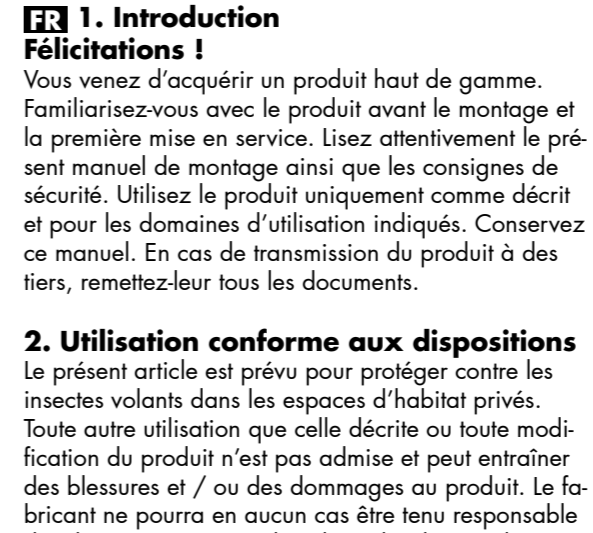 FR 1. Introduction
Félicitations !
Vous venez d’acquérir un produit haut de gamme.
Familiarisez-vous avec le produit avant le montage et
la première mise en service. Lisez attentivement le pré-
sent manuel de montage ainsi que les consignes de
sécurité. Utilisez le produit uniquement comme décrit
et pour les domaines d’utilisation indiqués. Conservez
ce manuel. En cas de transmission du produit à des
tiers, remettez-leur tous les documents.
2. Utilisation conforme aux dispositions
Le présent article est prévu pour protéger contre les
insectes volants dans les espaces d’habitat privés.
Toute autre utilisation que celle décrite ou toute modi-
fication du produit n’est pas admise et peut entraîner
des blessures et / ou des dommages au produit. Le fa-
bricant ne pourra en aucun cas être tenu responsable